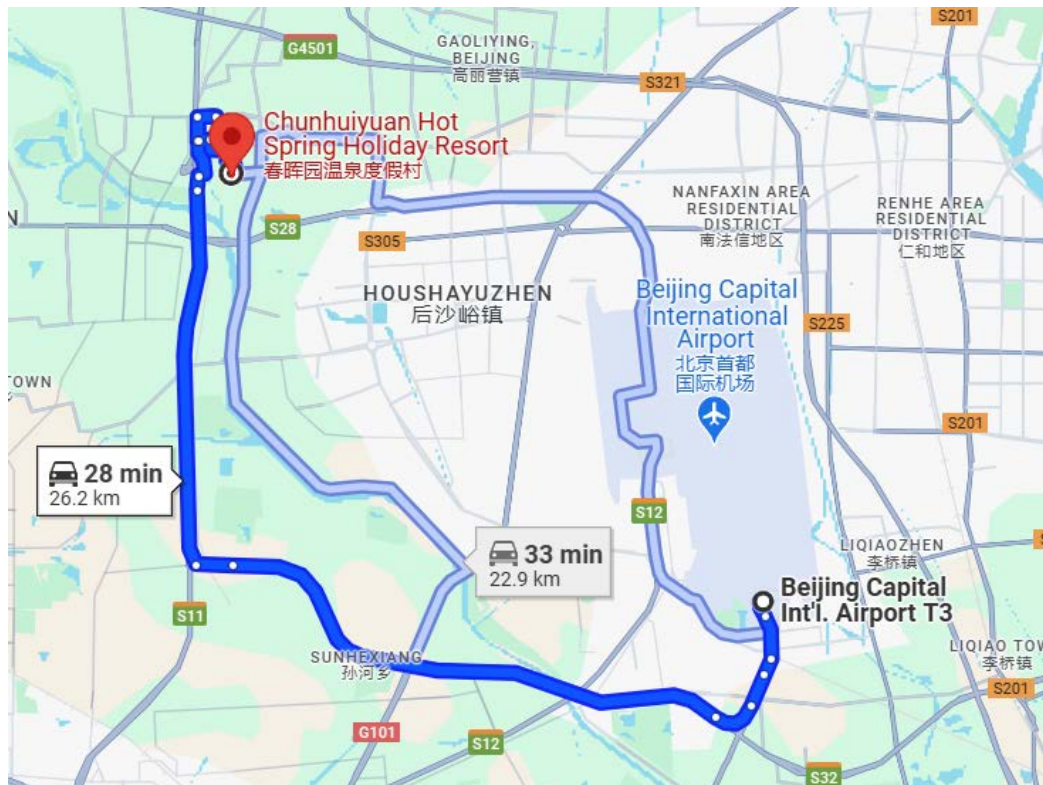 S201
GAOLIYING,
BEIJING
高丽营镇
G4501
S321
Chunhuiyuan Hot
Spring Holiday Resort
春晖园温泉度假村
NANFAXIN AREA
RESIDENTIAL
DISTRICT
南法信地区
RENHE AREA
RESIDENTIAL
DISTRICT
仁和地区
N
S28
S305
HOUSHAYUZHEN
后沙峪镇
Beijing Capital
International
Airport
北京首都
国际机场
S225
TOWN
S201
28 min
26.2 km
S12
33 min
22.9 km
LIQIAOZHEN
李桥镇
Beijing Capital
Int'l. Airport T3
S11
SUNHEXIANG
孙河乡
LIQIAO TOW
李桥镇
S201
G101
S12
S32